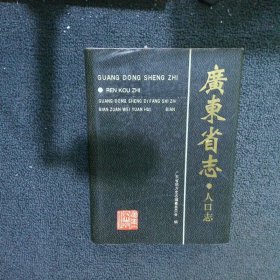 GUANG DONG SHENG ZHI
● REN KOU ZHI
GUANG DONG SHENG DI FANG SHI ZHI
BIAN ZUAN WEI YUAN HUI BIAN
廣東省志
●人口志